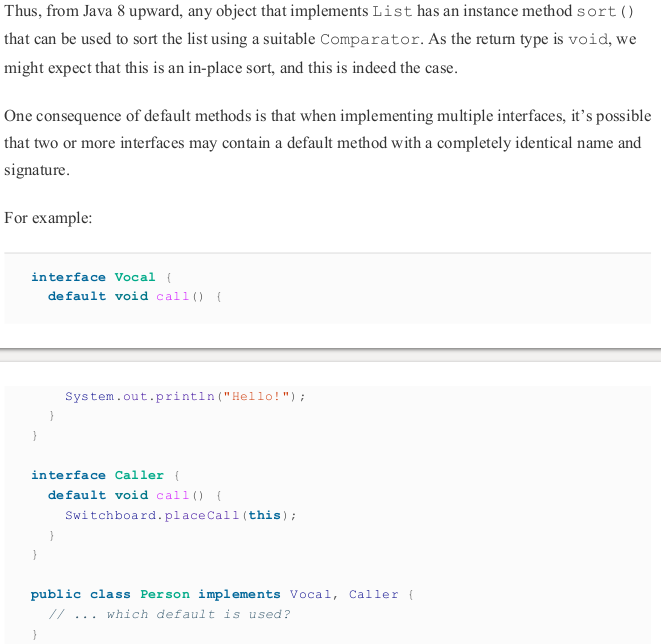 Thus, from Java 8 upward, any object that implements List has an instance method sort()
that can be used to sort the list using a suitable Comparator. As the return type is void, we
might expect that this is an in-place sort, and this is indeed the case.
One consequence of default methods is that when implementing multiple interfaces, it’s possible
that two or more interfaces may contain a default method with a completely identical name and
signature.
For example:
interface Vocal {
  default void call() {
    System.out.println("Hello!");
  }
}
interface Caller {
  default void call() {
    Switchboard.placeCall(this);
  }
}
public class Person implements Vocal, Caller {
  // ... which default is used?
}